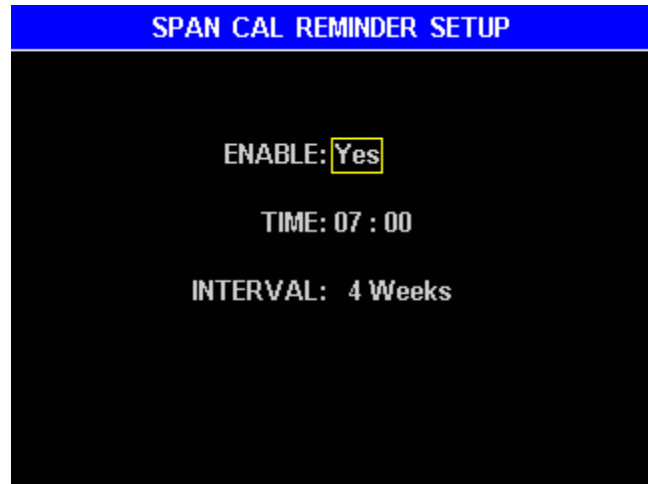 SPAN CAL REMINDER SETUP
ENABLE: Yes
TIME: 07 : 00
INTERVAL: 4 Weeks